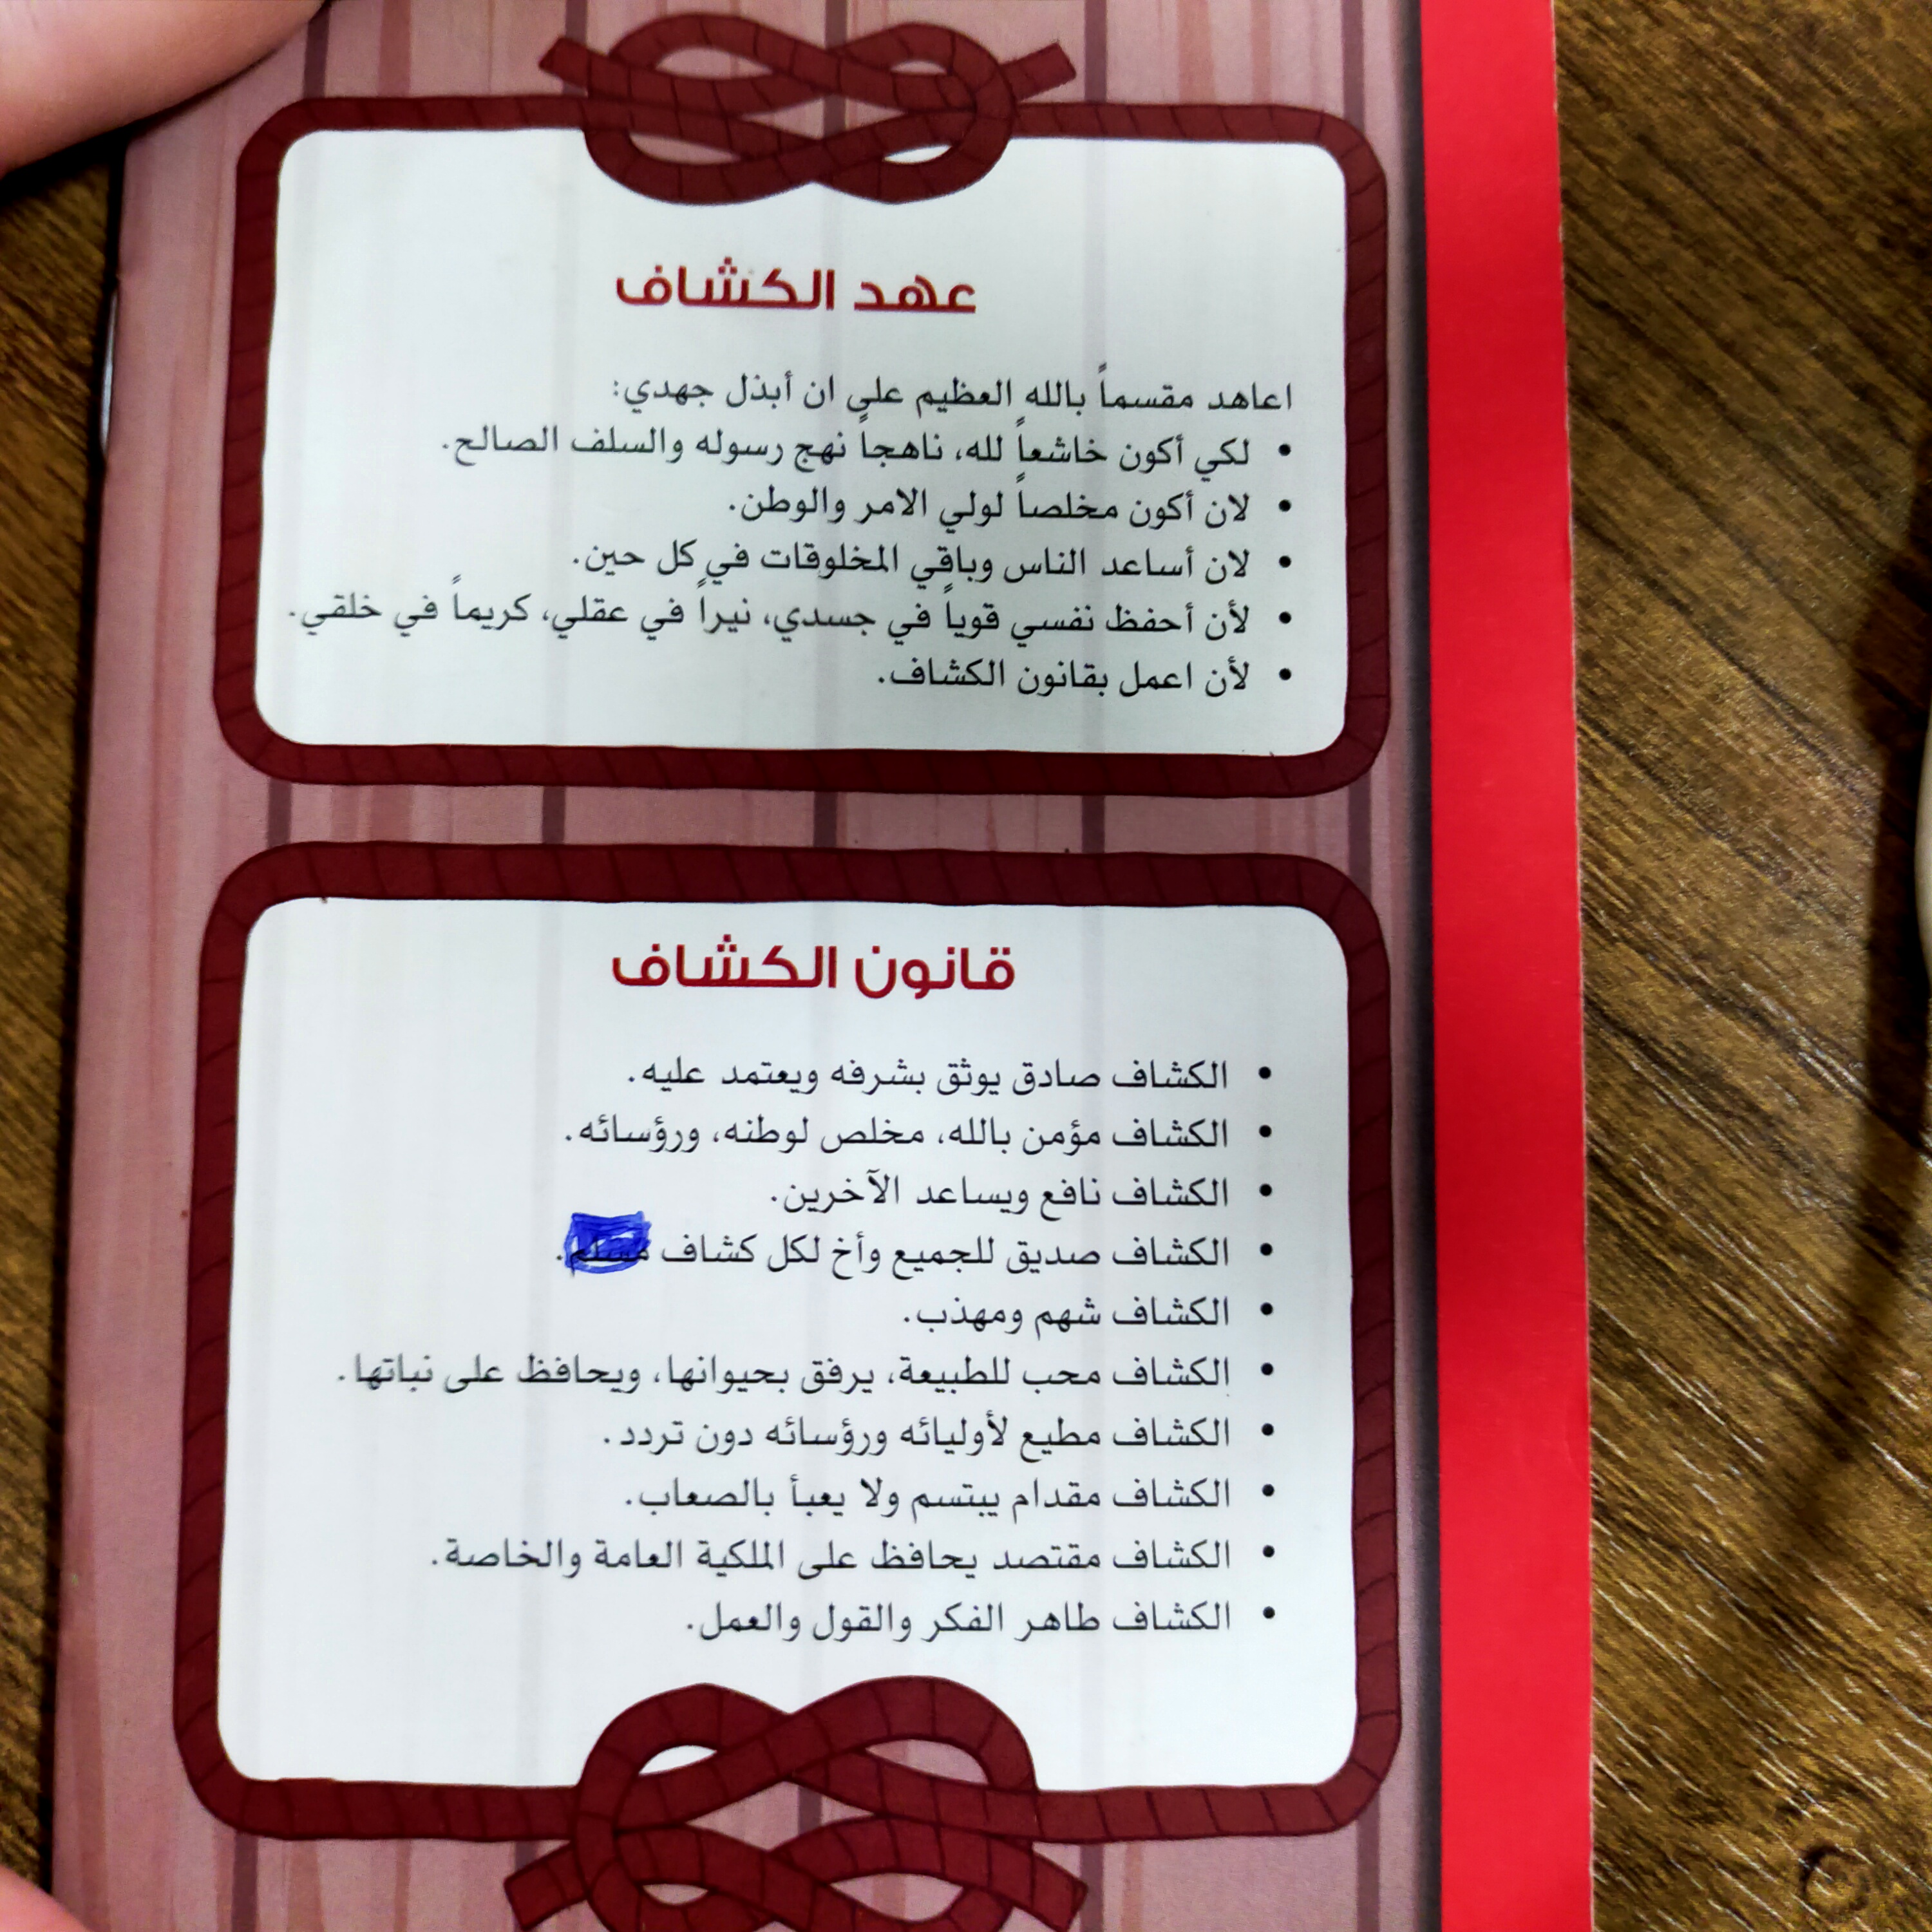 عهد الكشاف
اعاهد مقسماً بالله العظيم على ان أبذل جهدي:
• لكي أكون خاشعاً لله، ناهجاً نهج رسوله والسلف الصالح.
• لان أكون مخلصاً لولي الامر والوطن.
• لان أساعد الناس وباقي المخلوقات في كل حين.
• لأن أحفظ نفسي قوياً في جسدي، نيراً في عقلي، كريماً في خلقي.
• لأن اعمل بقانون الكشاف.
قانون الكشاف
• الكشاف صادق يوثق بشرفه ويعتمد عليه.
• الكشاف مؤمن بالله، مخلص لوطنه، ورؤسائه.
• الكشاف نافع ويساعد الآخرين.
• الكشاف صديق للجميع وأخ لكل كشاف .
• الكشاف شهم ومهذب.
• الكشاف محب للطبيعة، يرفق بحيوانها، ويحافظ على نباتها.
• الكشاف مطيع لأوليائه ورؤسائه دون تردد.
• الكشاف مقدام يبتسم ولا يعبأ بالصعاب.
• الكشاف مقتصد يحافظ على الملكية العامة والخاصة.
• الكشاف طاهر الفكر والقول والعمل.